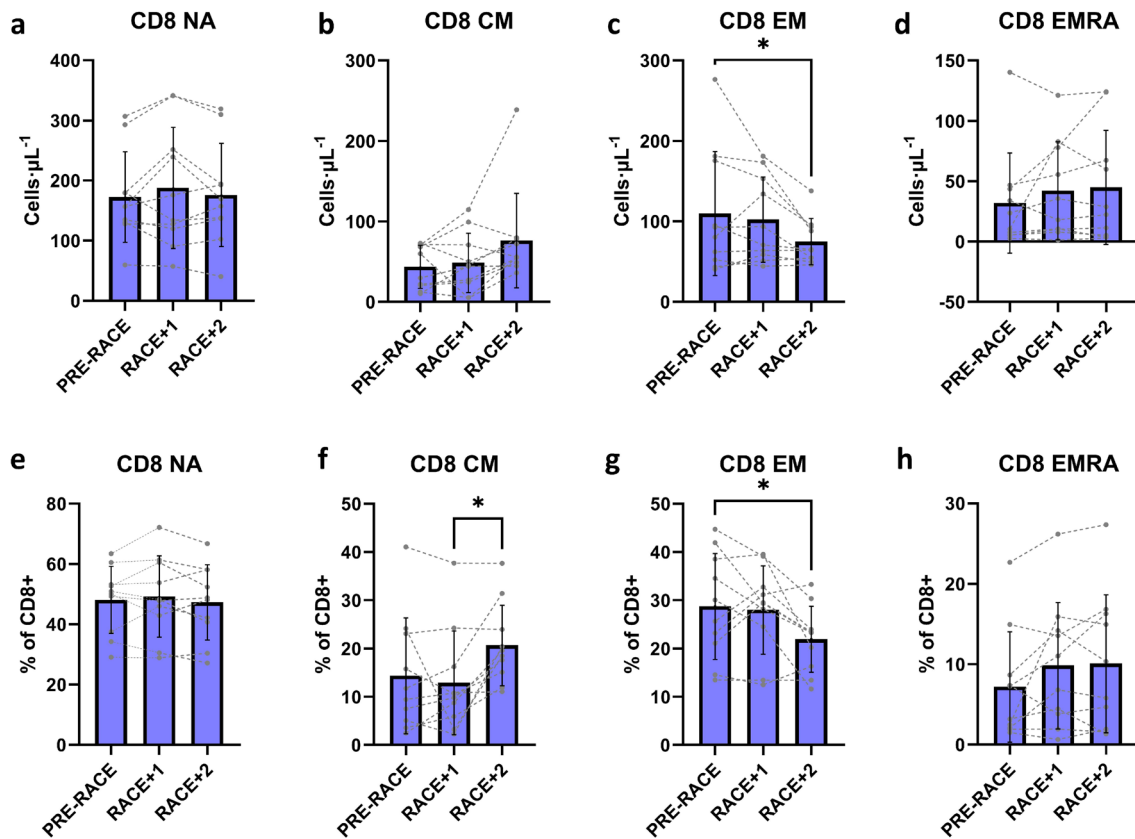 a CD8 NA
Cells·µL⁻¹
400
300
200
100
0
PRE-RACE
RACE+1
RACE+2
b CD8 CM
300
200
100
0
PRE-RACE
RACE+1
RACE+2
c CD8 EM
*
Cells·µL⁻¹
300
200
100
0
PRE-RACE
RACE+1
RACE+2
d CD8 EMRA
Cells·µL⁻¹
150
100
50
0
-50
PRE-RACE
RACE+1
RACE+2
e CD8 NA
% of CD8+
80
60
40
20
0
PRE-RACE
RACE+1
RACE+2
f CD8 CM
*
% of CD8+
50
40
30
20
10
0
PRE-RACE
RACE+1
RACE+2
g CD8 EM
*
% of CD8+
50
40
30
20
10
0
PRE-RACE
RACE+1
RACE+2
h CD8 EMRA
% of CD8+
30
20
10
0
PRE-RACE
RACE+1
RACE+2